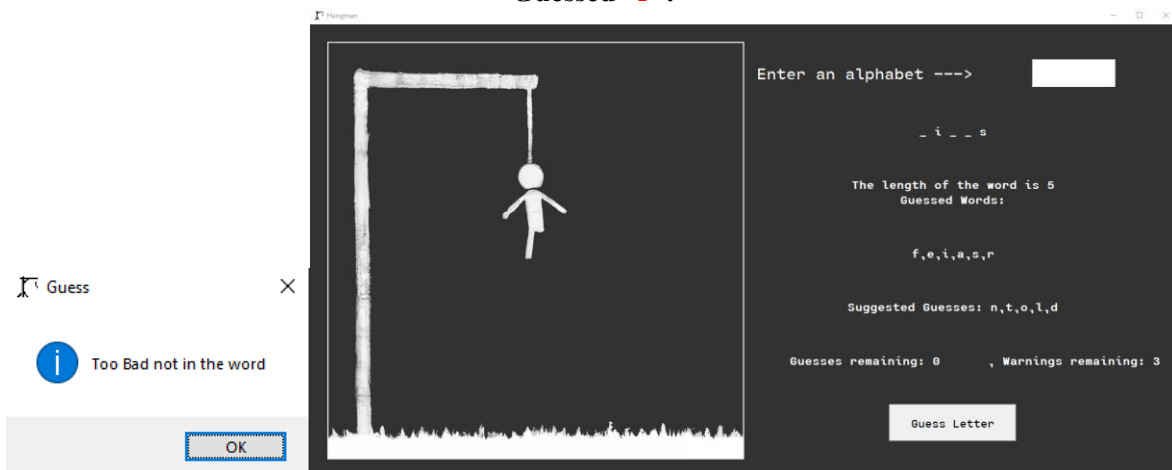 Guessed
Hangman
Enter an alphabet --->
_ i _ _ s
The length of the word is 5
Guessed Words:
f,e,i,a,s,r
Suggested Guesses: n,t,o,l,d
Guesses remaining: 0 , Warnings remaining: 3
Guess Letter
Guess
Too Bad not in the word
OK